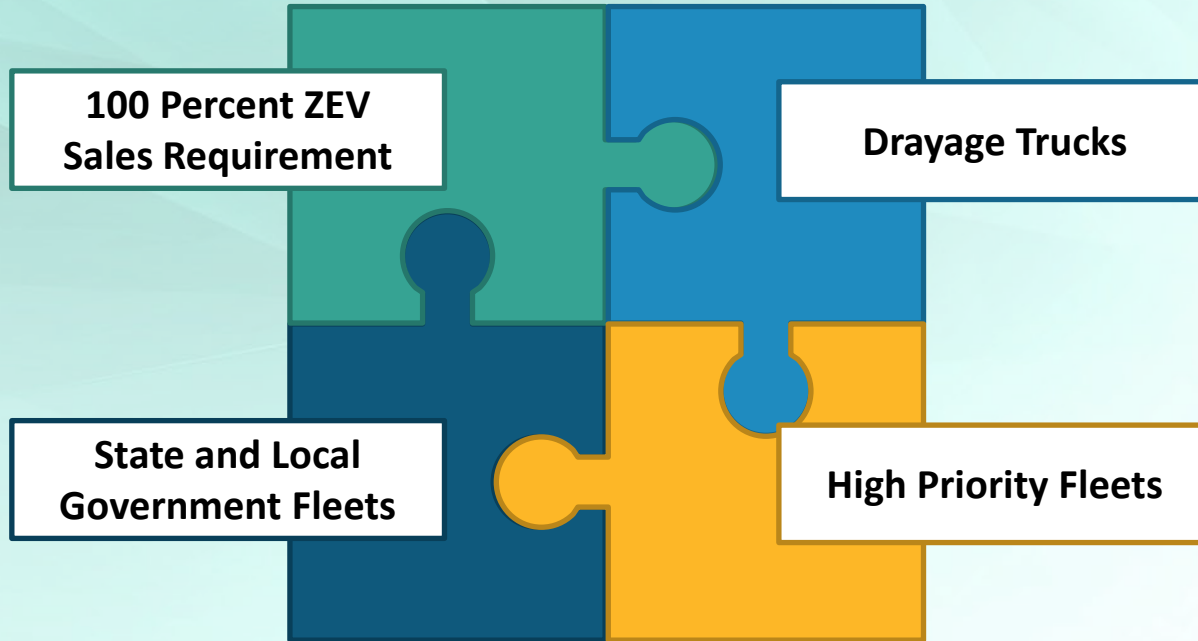 100 Percent ZEV
Sales Requirement
Drayage Trucks
State and Local
Government Fleets
High Priority Fleets